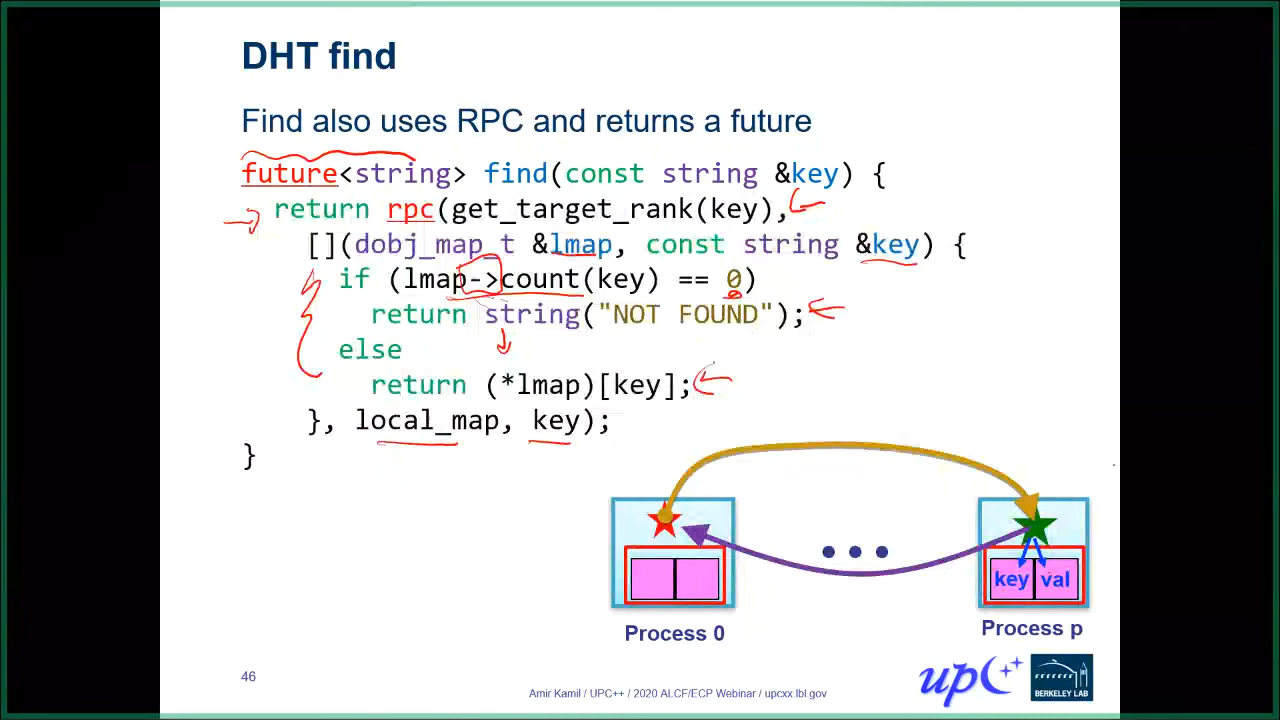 DHT find
Find also uses RPC and returns a future
future<string> find(const string &key) {
return rpc(get_target_rank(key),
[](dobj_map_t &lmap, const string &key) {
if (lmap->count(key) == 0)
return string("NOT FOUND");
else
return (*lmap)[key];
}, local_map, key);
}
key val
Process 0
Process p
46
Amir Kamil / UPC++ / 2020 ALCF/ECP Webinar / upcxx.lbl.gov
upC++
BERKELEY LAB